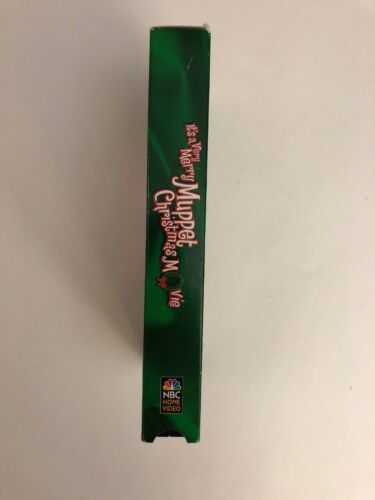 It's a Very
Merry Muppet
Christmas Movie
NBC
HOME
VIDEO